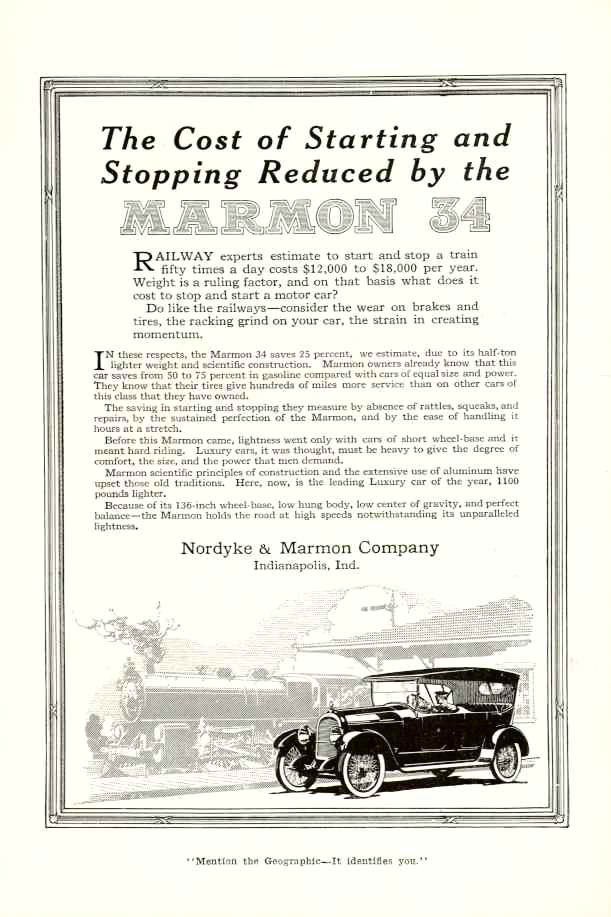 The Cost of Starting and
Stopping Reduced by the
MARMON 34
RAILWAY experts estimate to start and stop a train
fifty times a day costs $12,000 to $18,000 per year.
Weight is a ruling factor, and on that basis what does it
cost to stop and start a motor car?
Do like the railways—consider the wear on brakes and
tires, the racking grind on your car, the strain in creating
momentum.
IN these respects, the Marmon 34 saves 25 percent, we estimate, due to its half-ton
lighter weight and scientific construction. Marmon owners already know that this
car saves from 50 to 75 percent in gasoline compared with cars of equal size and power.
They know that their tires give hundreds of miles more service than on other cars of
this class that they have owned.
The saving in starting and stopping they measure by absence of rattles, squeaks, and
repairs, by the sustained perfection of the Marmon, and by the ease of handling it
hours at a stretch.
Before this Marmon came, lightness went only with cars of short wheel-base and it
meant hard riding. Luxury cars, it was thought, must be heavy to give the degree of
comfort, the size, and the power that men demand.
Marmon scientific principles of construction and the extensive use of aluminum have
upset those old traditions. Here, now, is the leading Luxury car of the year, 1100
pounds lighter.
Because of its 136-inch wheel-base, low hung body, low center of gravity, and perfect
balance—the Marmon holds the road at high speeds notwithstanding its unparalleled
lightness.
Nordyke & Marmon Company
Indianapolis, Ind.
"Mention the Geographic—It identifies you."